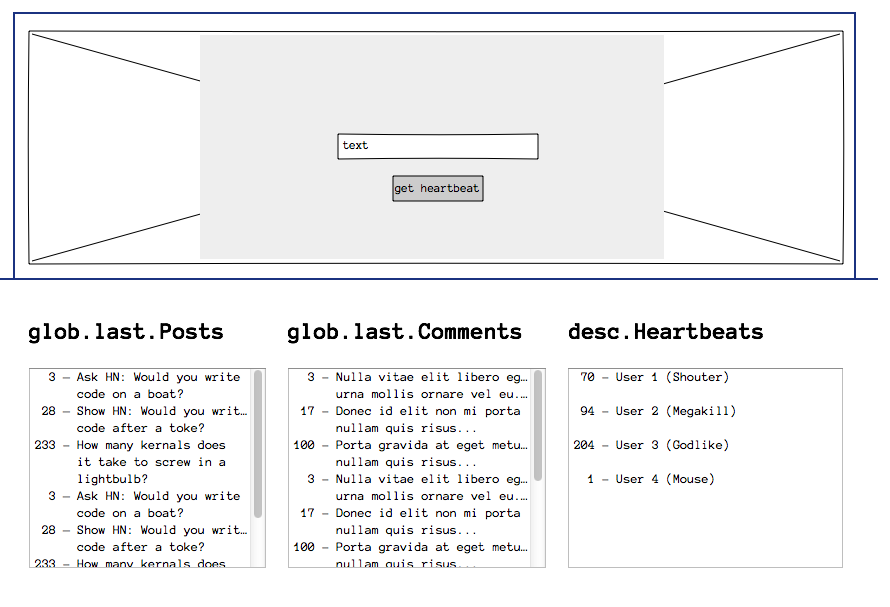 text
get heartbeat
glob.last.Posts
3 – Ask HN: Would you write
code on a boat?
28 – Show HN: Would you writ…
code after a toke?
233 – How many kernals does
it take to screw in a
lightbulb?
3 – Ask HN: Would you write
code on a boat?
28 – Show HN: Would you writ…
code after a toke?
233 – How many kernals does
glob.last.Comments
3 – Nulla vitae elit libero eg…
urna mollis ornare vel eu.…
17 – Donec id elit non mi porta
nullam quis risus...
100 – Porta gravida at eget metu…
nullam quis risus...
3 – Nulla vitae elit libero eg…
urna mollis ornare vel eu.…
17 – Donec id elit non mi porta
nullam quis risus...
100 – Porta gravida at eget metu…
nullam quis risus...
desc.Heartbeats
70 – User 1 (Shouter)
94 – User 2 (Megakill)
204 – User 3 (Godlike)
1 – User 4 (Mouse)